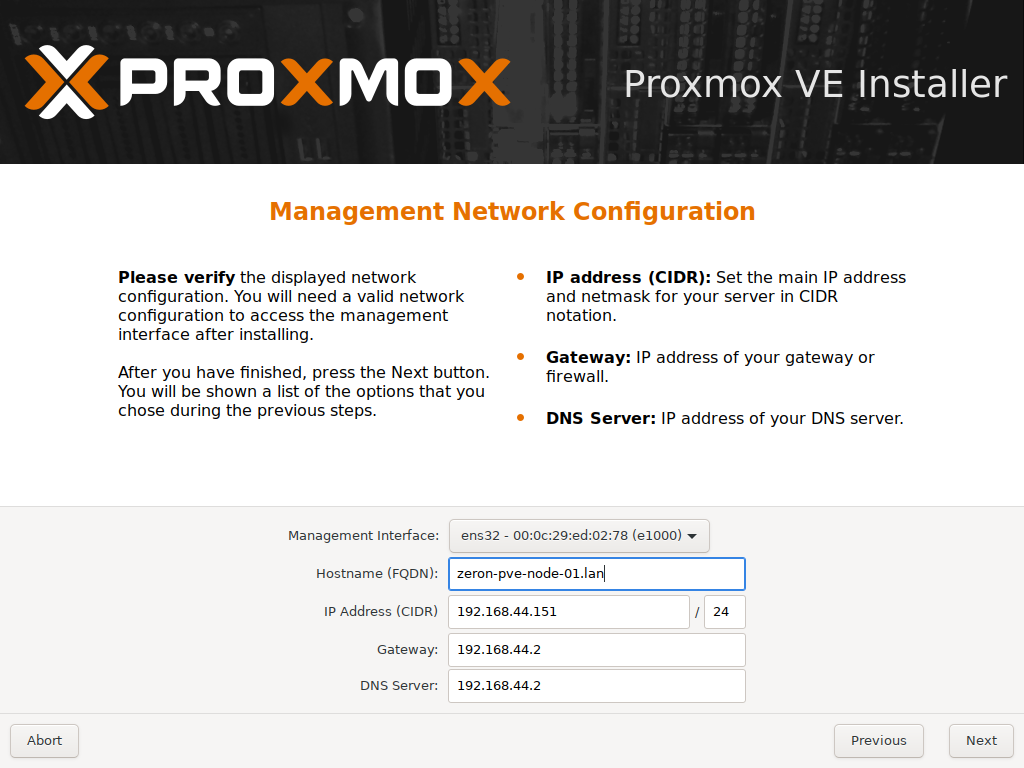 PROXMOX
Proxmox VE Installer
Management Network Configuration
Please verify the displayed network
configuration. You will need a valid network
configuration to access the management
interface after installing.
After you have finished, press the Next button.
You will be shown a list of the options that you
chose during the previous steps.
• IP address (CIDR): Set the main IP address
and netmask for your server in CIDR
notation.
• Gateway: IP address of your gateway or
firewall.
• DNS Server: IP address of your DNS server.
Management Interface: ens32 - 00:0c:29:ed:02:78 (e1000)
Hostname (FQDN): zeron-pve-node-01.lan
IP Address (CIDR) 192.168.44.151 / 24
Gateway: 192.168.44.2
DNS Server: 192.168.44.2
Abort Previous Next